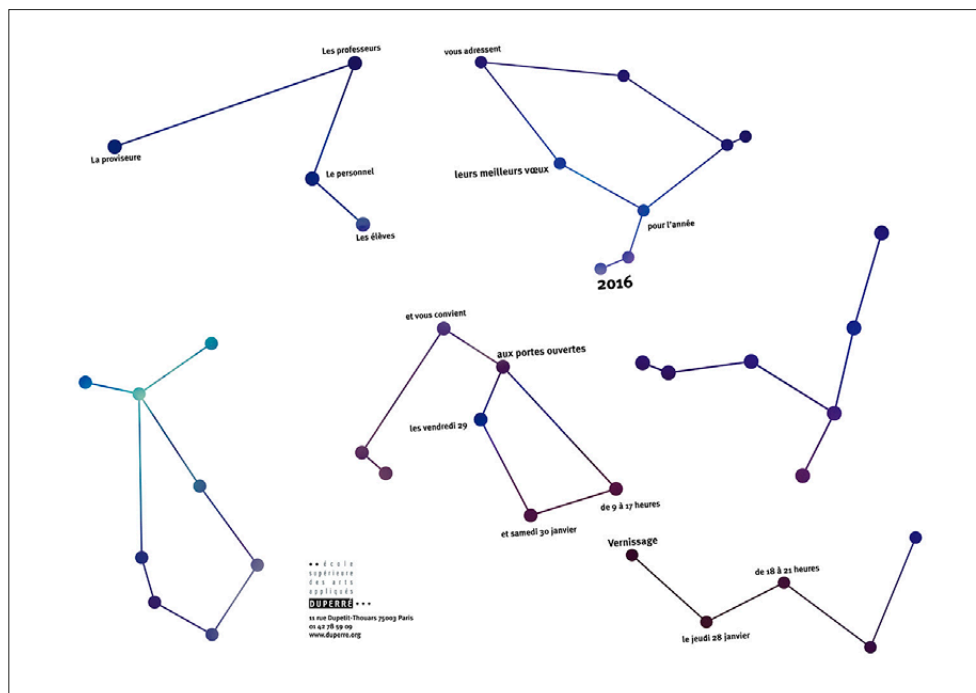 Les professeurs
La proviseure
Le personnel
Les élèves
vous adressent
leurs meilleurs vœux
pour l'année
2016
et vous convient
aux portes ouvertes
les vendredi 29
et samedi 30 janvier
de 9 à 17 heures
Vernissage
le jeudi 28 janvier
de 18 à 21 heures
•• école
supérieure
des arts
appliqués
DUPERRÉ •••
11 rue Dupetit-Thouars 75003 Paris
01 42 78 59 09
www.duperre.org